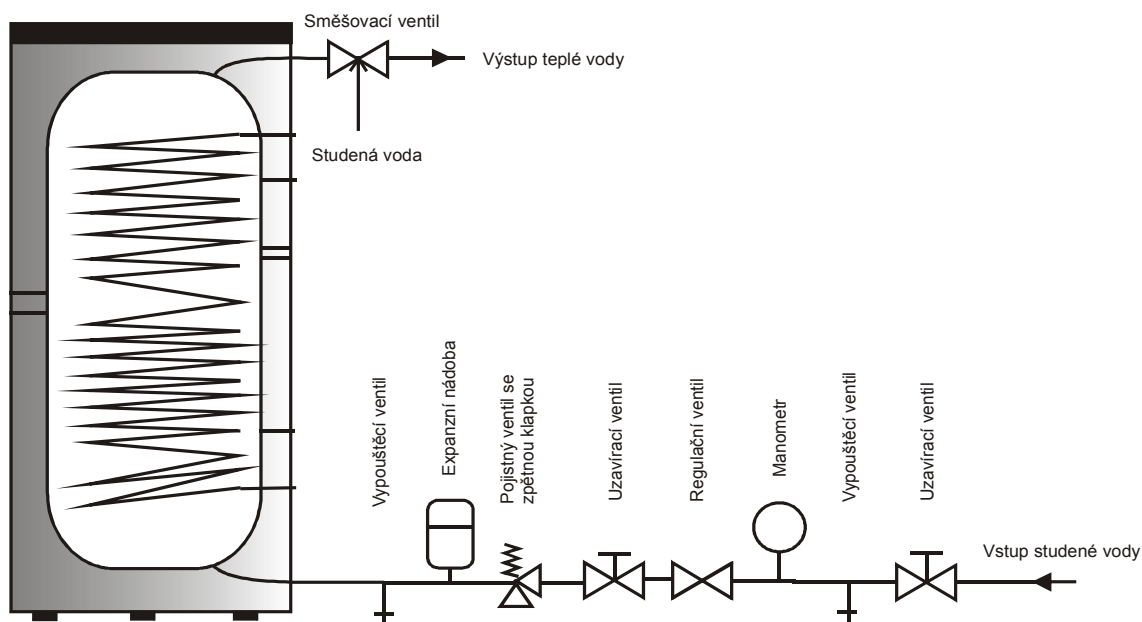 Směšovací ventil
Výstup teplé vody
Studená voda
Vypouštěcí ventil
Expanzní nádoba
Pojistný ventil se
zpětnou klapkou
Uzavírací ventil
Regulační ventil
Manometr
Vypouštěcí ventil
Uzavírací ventil
Vstup studené vody